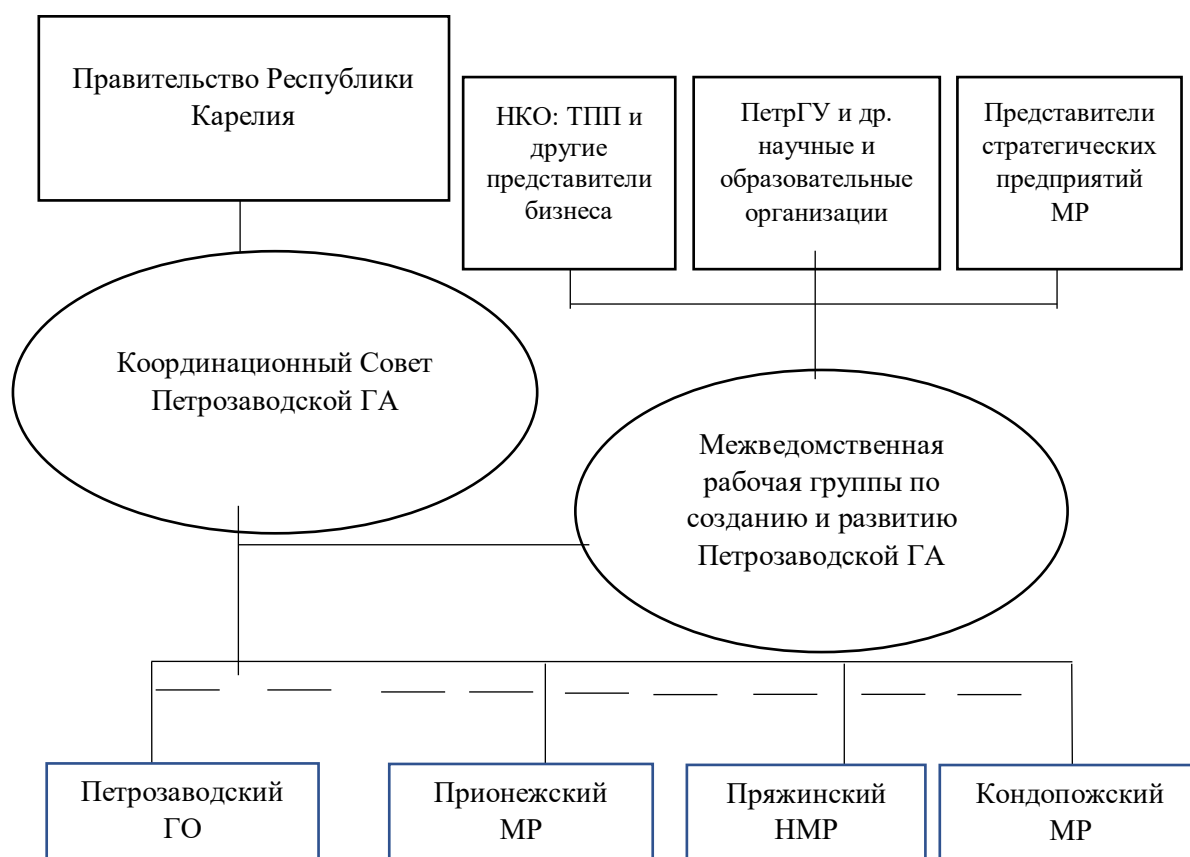 Правительство Республики
Карелия
НКО: ТПП и
другие
представители
бизнеса
ПетрГУ и др.
научные и
образовательные
организации
Представители
стратегических
предприятий
МР
Координационный Совет
Петрозаводской ГА
Межведомственная
рабочая группы по
созданию и развитию
Петрозаводской ГА
Петрозаводский
ГО
Прионежский
МР
Пряжинский
НМР
Кондопожский
МР